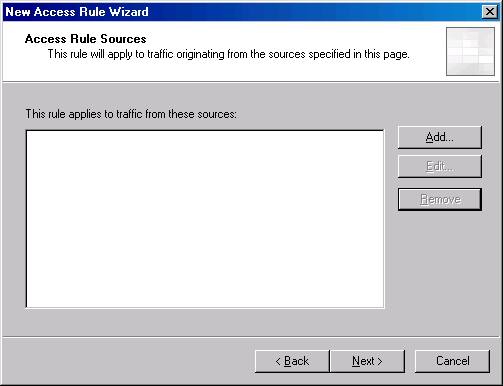 New Access Rule Wizard
Access Rule Sources
This rule will apply to traffic originating from the sources specified in this page.
This rule applies to traffic from these sources:
Add...
Edit...
Remove
< Back
Next >
Cancel